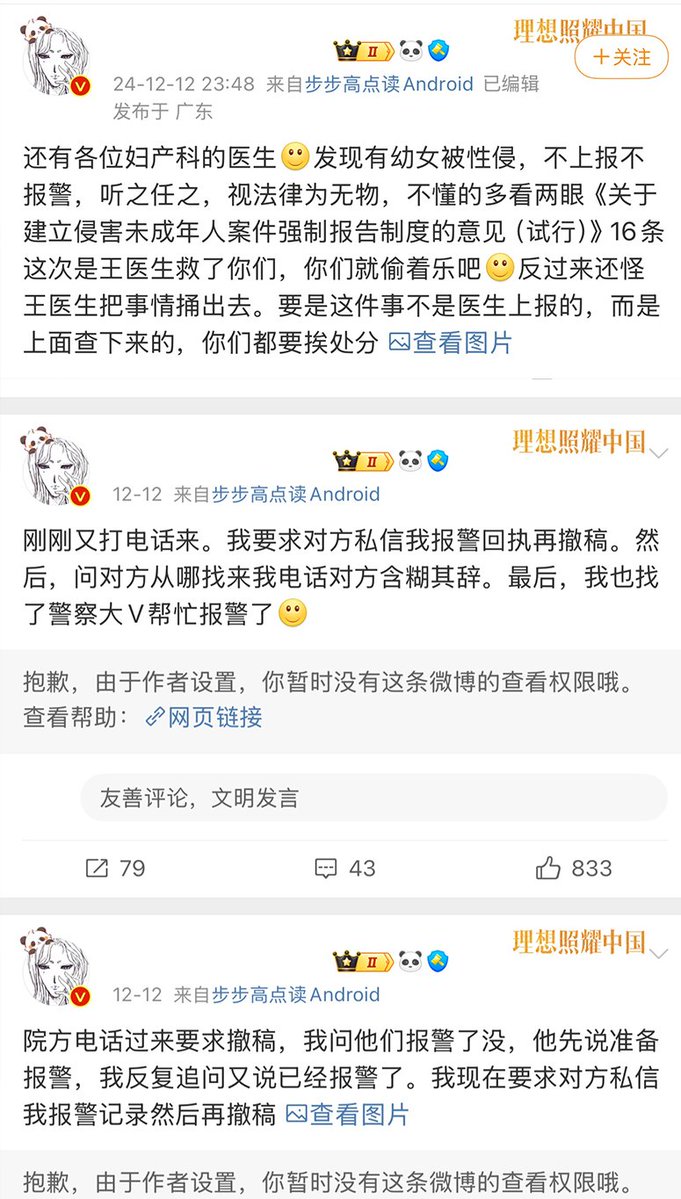 理想照耀中国
II
+关注
24-12-12 23:48 来自步步高点读Android 已编辑
发布于 广东
还有各位妇产科的医生🙂发现有幼女被性侵，不上报不
报警，听之任之，视法律为无物，不懂的多看两眼《关于
建立侵害未成年人案件强制报告制度的意见（试行）》16条
这次是王医生救了你们，你们就偷着乐吧🙂反过来还怪
王医生把事情捅出去。要是这件事不是医生上报的，而是
上面查下来的，你们都要挨处分 查看图片
理想照耀中国
II
12-12 来自步步高点读Android
刚刚又打电话来。我要求对方私信我报警回执再撤稿。然
后，问对方从哪找来我电话对方含糊其辞。最后，我也找
了警察大V帮忙报警了🙂
抱歉，由于作者设置，你暂时没有这条微博的查看权限哦。
查看帮助： 网页链接
友善评论，文明发言
79 43 833
理想照耀中国
II
12-12 来自步步高点读Android
院方电话过来要求撤稿，我问他们报警了没，他先说准备
报警，我反复追问又说已经报警了。我现在要求对方私信
我报警记录然后再撤稿 查看图片
抱歉，由于作者设置，你暂时没有这条微博的查看权限哦。